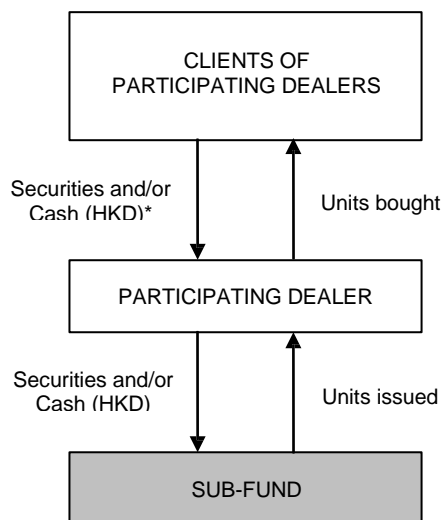 CLIENTS OF
PARTICIPATING DEALERS
Securities and/or
Cash (HKD)*
Units bought
PARTICIPATING DEALER
Securities and/or
Cash (HKD)
Units issued
SUB-FUND